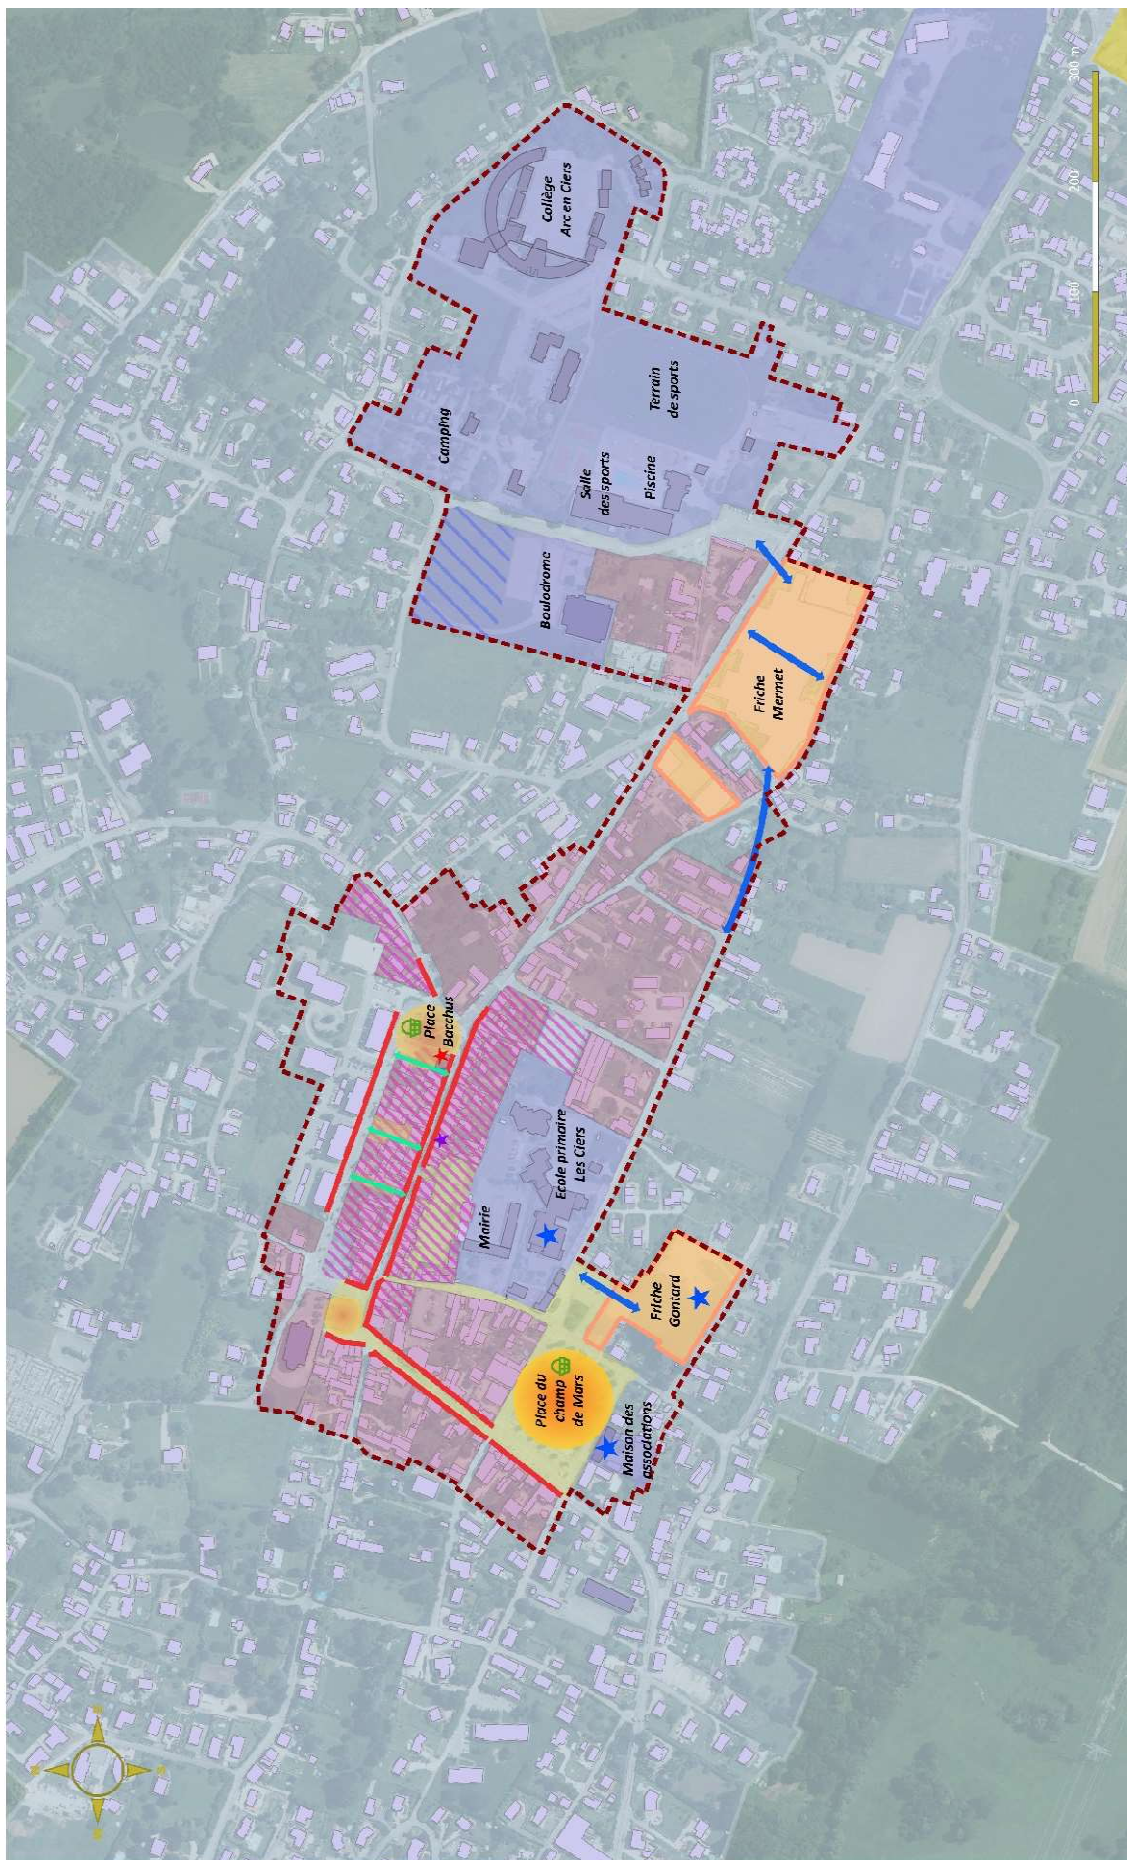 Collège
Arc en Ciers
Camping
Terrain
de sports
Salle
des sports
Piscine
Boulodrome
Friche
Mermet
Place
Bacchus
Ecole primaire
Les Ciers
Mairie
Friche
Gontard
Place du
champ
de Mars
Maison des
associations
0
100
200
300 m